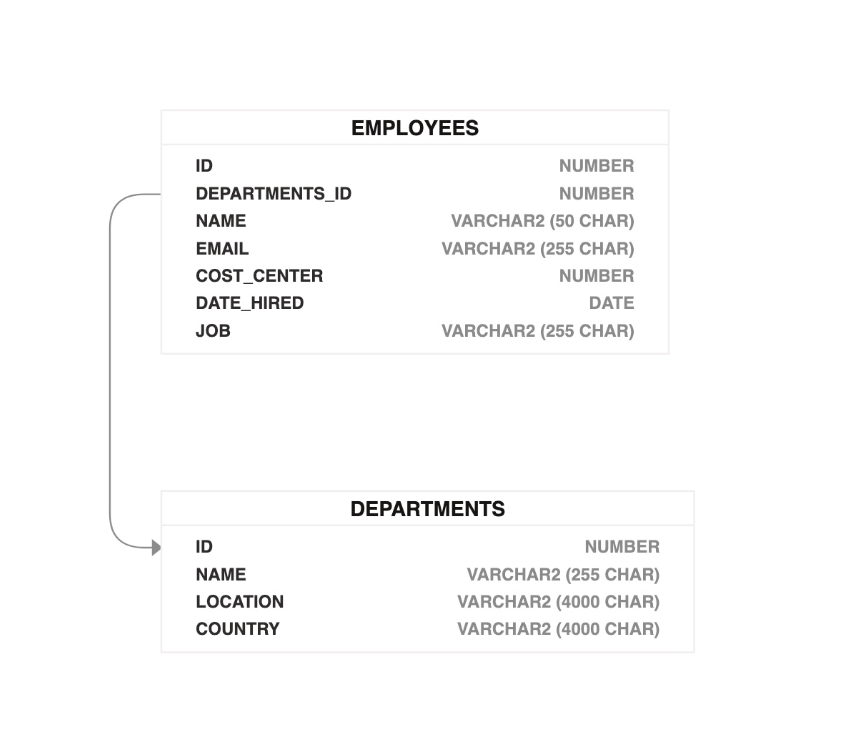 EMPLOYEES
ID NUMBER
DEPARTMENTS_ID NUMBER
NAME VARCHAR2 (50 CHAR)
EMAIL VARCHAR2 (255 CHAR)
COST_CENTER NUMBER
DATE_HIRED DATE
JOB VARCHAR2 (255 CHAR)
DEPARTMENTS
ID NUMBER
NAME VARCHAR2 (255 CHAR)
LOCATION VARCHAR2 (4000 CHAR)
COUNTRY VARCHAR2 (4000 CHAR)